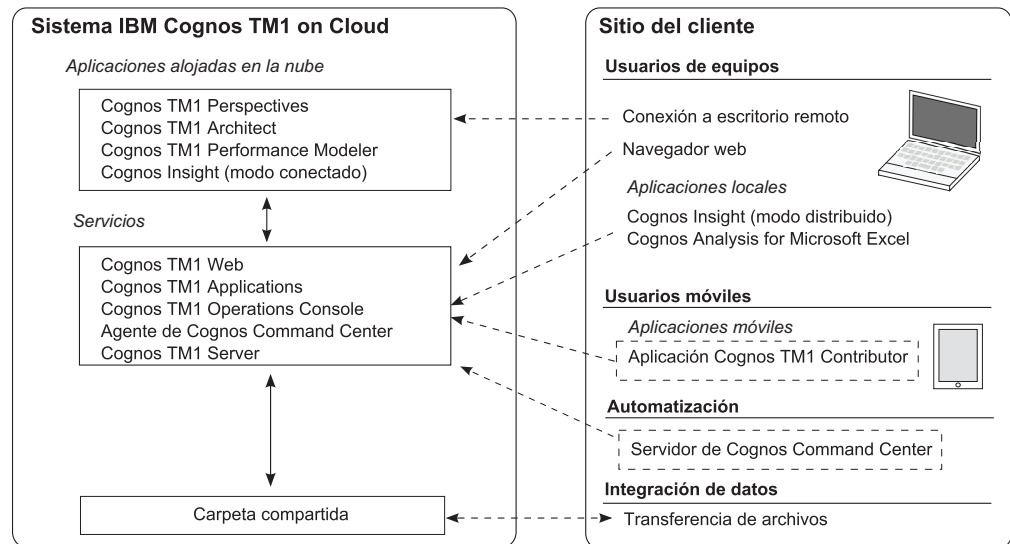 Sistema IBM Cognos TM1 on Cloud
Aplicaciones alojadas en la nube
Cognos TM1 Perspectives
Cognos TM1 Architect
Cognos TM1 Performance Modeler
Cognos Insight (modo conectado)
Servicios
Cognos TM1 Web
Cognos TM1 Applications
Cognos TM1 Operations Console
Agente de Cognos Command Center
Cognos TM1 Server
Carpeta compartida
Sitio del cliente
Usuarios de equipos
Conexión a escritorio remoto
Navegador web
Aplicaciones locales
Cognos Insight (modo distribuido)
Cognos Analysis for Microsoft Excel
Usuarios móviles
Aplicaciones móviles
Aplicación Cognos TM1 Contributor
Automatización
Servidor de Cognos Command Center
Integración de datos
Transferencia de archivos